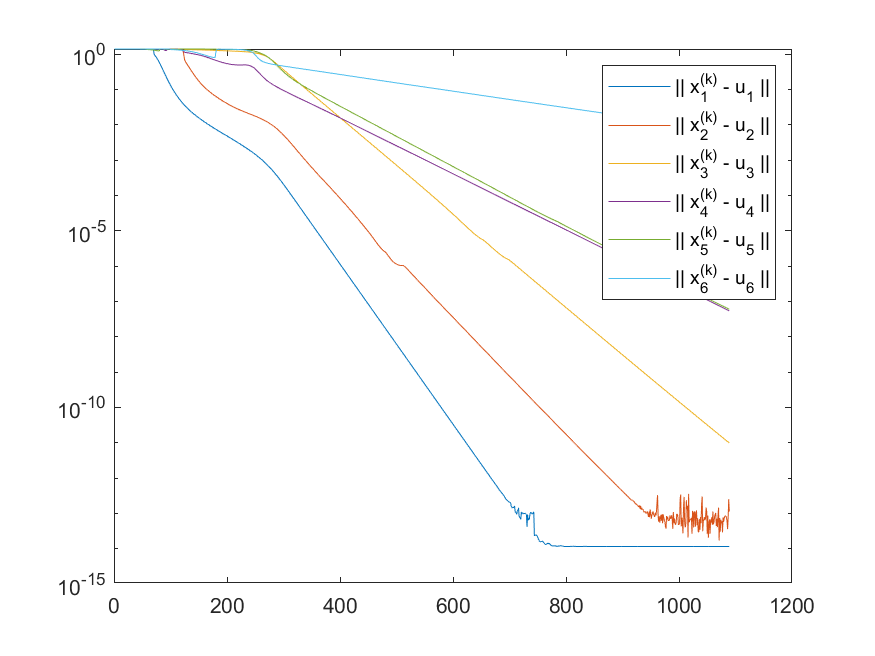 10^0
10^-5
10^-10
10^-15
0 200 400 600 800 1000 1200
|| x_1^(k) - u_1 ||
|| x_2^(k) - u_2 ||
|| x_3^(k) - u_3 ||
|| x_4^(k) - u_4 ||
|| x_5^(k) - u_5 ||
|| x_6^(k) - u_6 ||